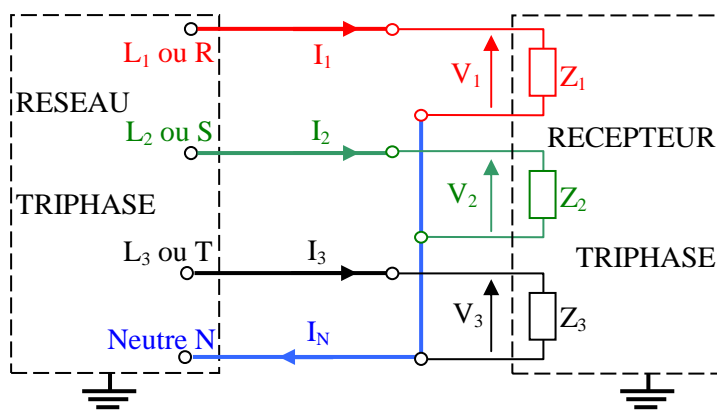 L₁ ou R
I₁
V₁
Z₁
RESEAU
L₂ ou S
I₂
RECEPTEUR
V₂
Z₂
TRIPHASE
L₃ ou T
I₃
TRIPHASE
V₃
Z₃
Neutre N
I_N